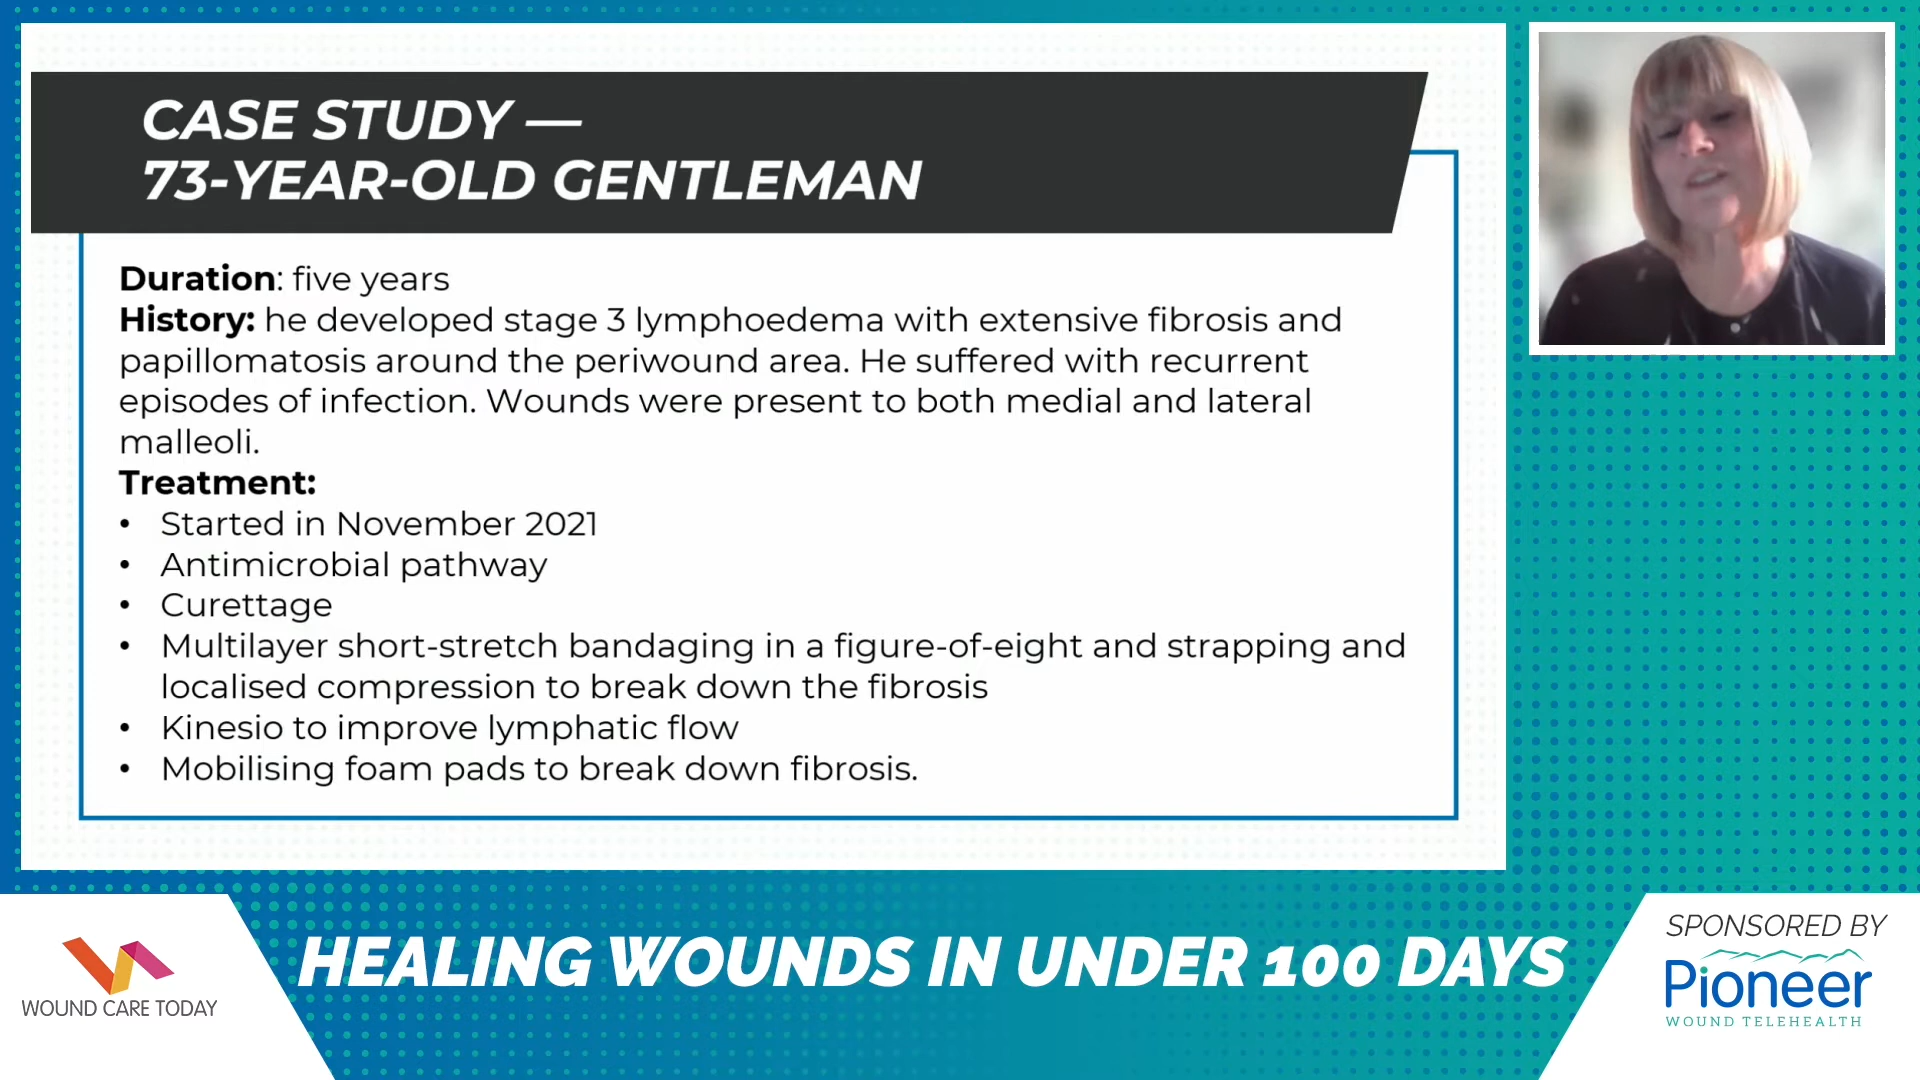 CASE STUDY —
73-YEAR-OLD GENTLEMAN
Duration: five years
History: he developed stage 3 lymphoedema with extensive fibrosis and
papillomatosis around the periwound area. He suffered with recurrent
episodes of infection. Wounds were present to both medial and lateral
malleoli.
Treatment:
• Started in November 2021
• Antimicrobial pathway
• Curettage
• Multilayer short-stretch bandaging in a figure-of-eight and strapping and
localised compression to break down the fibrosis
• Kinesio to improve lymphatic flow
• Mobilising foam pads to break down fibrosis.
WOUND CARE TODAY
HEALING WOUNDS IN UNDER 100 DAYS
SPONSORED BY
Pioneer
WOUND TELEHEALTH